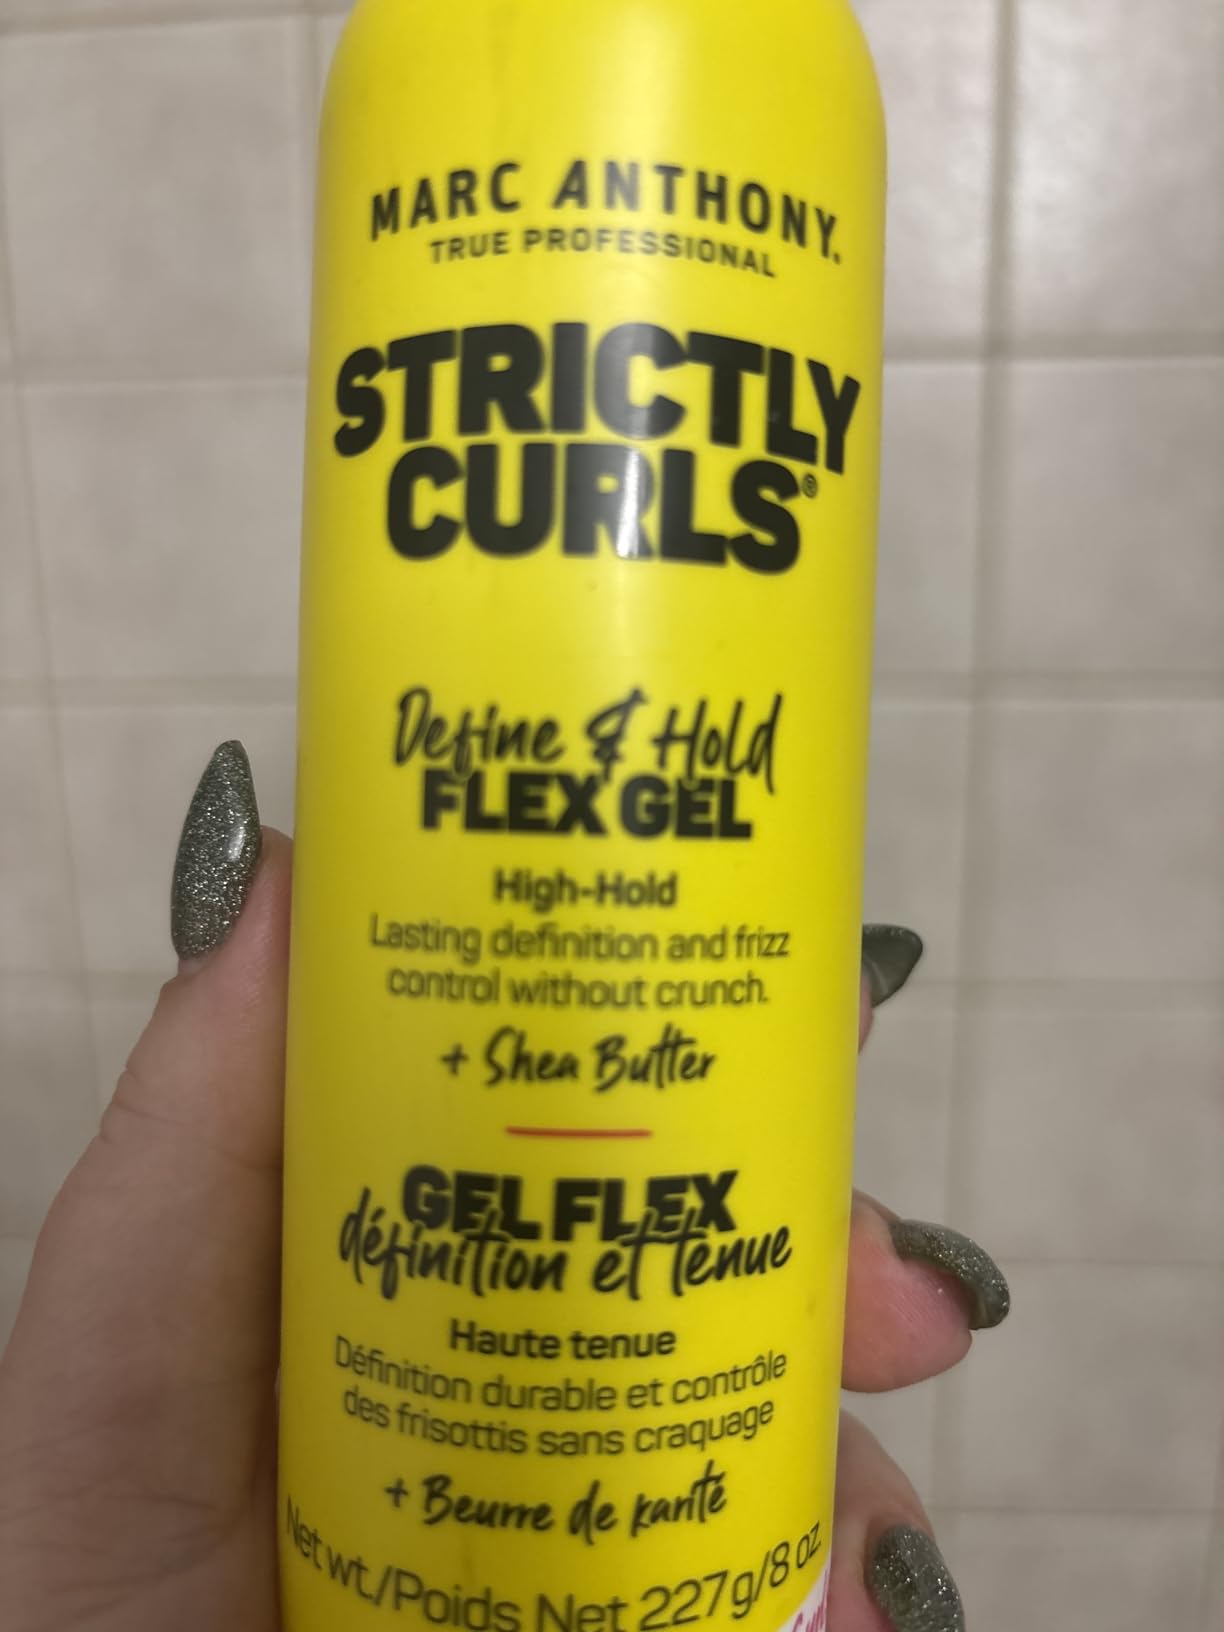 MARC ANTHONY.
TRUE PROFESSIONAL
STRICTLY
CURLS®
Define & Hold
FLEX GEL
High-Hold
Lasting definition and frizz
control without crunch.
+ Shea Butter
GEL FLEX
définition et tenue
Haute tenue
Définition durable et contrôle
des frisottis sans craquage
+ Beurre de karité
Net wt./Poids Net 227g/8 oz